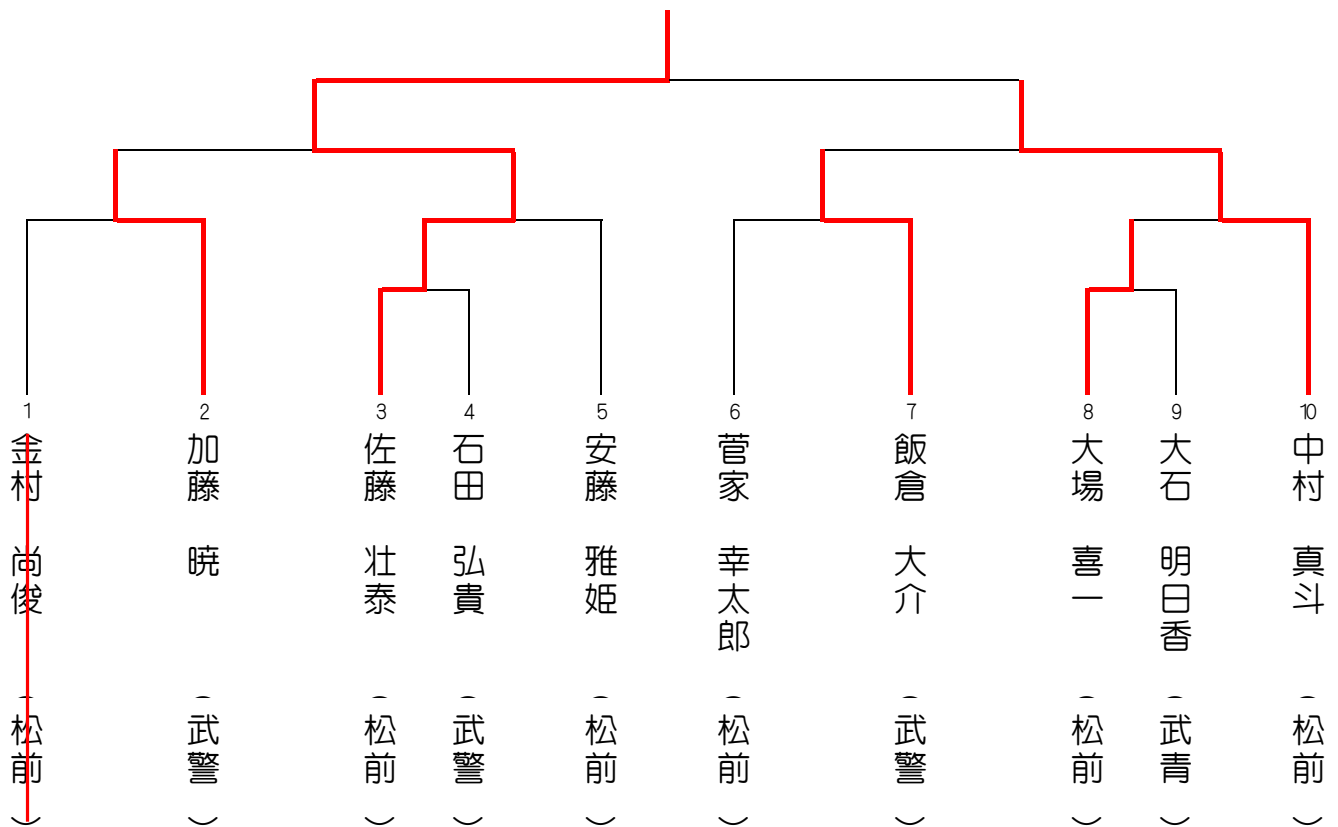 1
金村 尚俊 （松前）
2
加藤 暁 （武警）
3
佐藤 壮泰 （松前）
4
石田 弘貴 （武警）
5
安藤 雅姫 （松前）
6
菅家 幸太郎 （松前）
7
飯倉 大介 （武警）
8
大場 喜一 （松前）
9
大石 明日香 （武青）
10
中村 真斗 （松前）